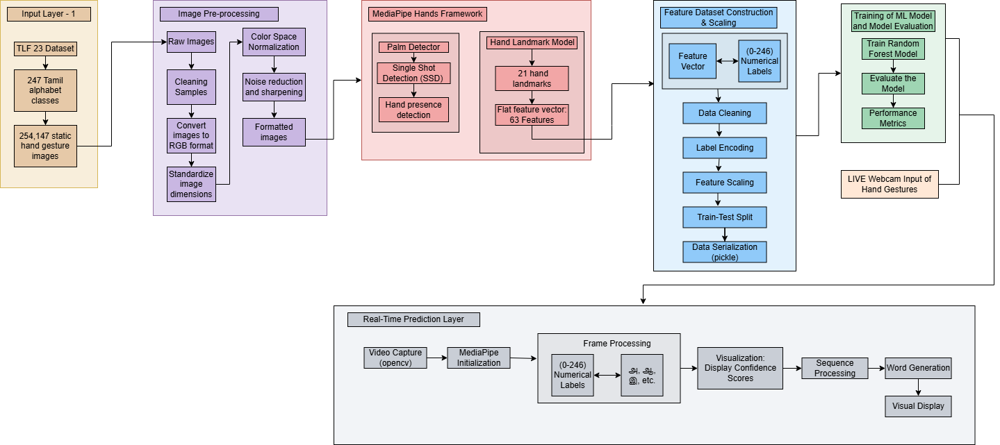 Input Layer - 1
TLF 23 Dataset
247 Tamil
alphabet
classes
254,147 static
hand gesture
images
Image Pre-processing
Raw Images
Cleaning
Samples
Convert
images to
RGB format
Standardize
image
dimensions
Color Space
Normalization
Noise reduction
and sharpening
Formatted
images
MediaPipe Hands Framework
Palm Detector
Single Shot
Detection (SSD)
Hand presence
detection
Hand Landmark Model
21 hand
landmarks
Flat feature vector:
63 Features
Feature Dataset Construction
& Scaling
Feature
Vector
(0-246)
Numerical
Labels
Data Cleaning
Label Encoding
Feature Scaling
Train-Test Split
Data Serialization
(pickle)
Training of ML Model
and Model Evaluation
Train Random
Forest Model
Evaluate the
Model
Performance
Metrics
LIVE Webcam Input of
Hand Gestures
Real-Time Prediction Layer
Video Capture
(opencv)
MediaPipe
Initialization
Frame Processing
(0-246)
Numerical
Labels
அ, ஆ,
இ, etc.
Visualization:
Display Confidence
Scores
Sequence
Processing
Word Generation
Visual Display